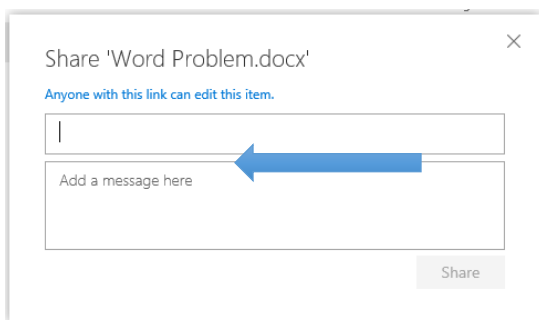 Share 'Word Problem.docx'
Anyone with this link can edit this item.
Add a message here
Share